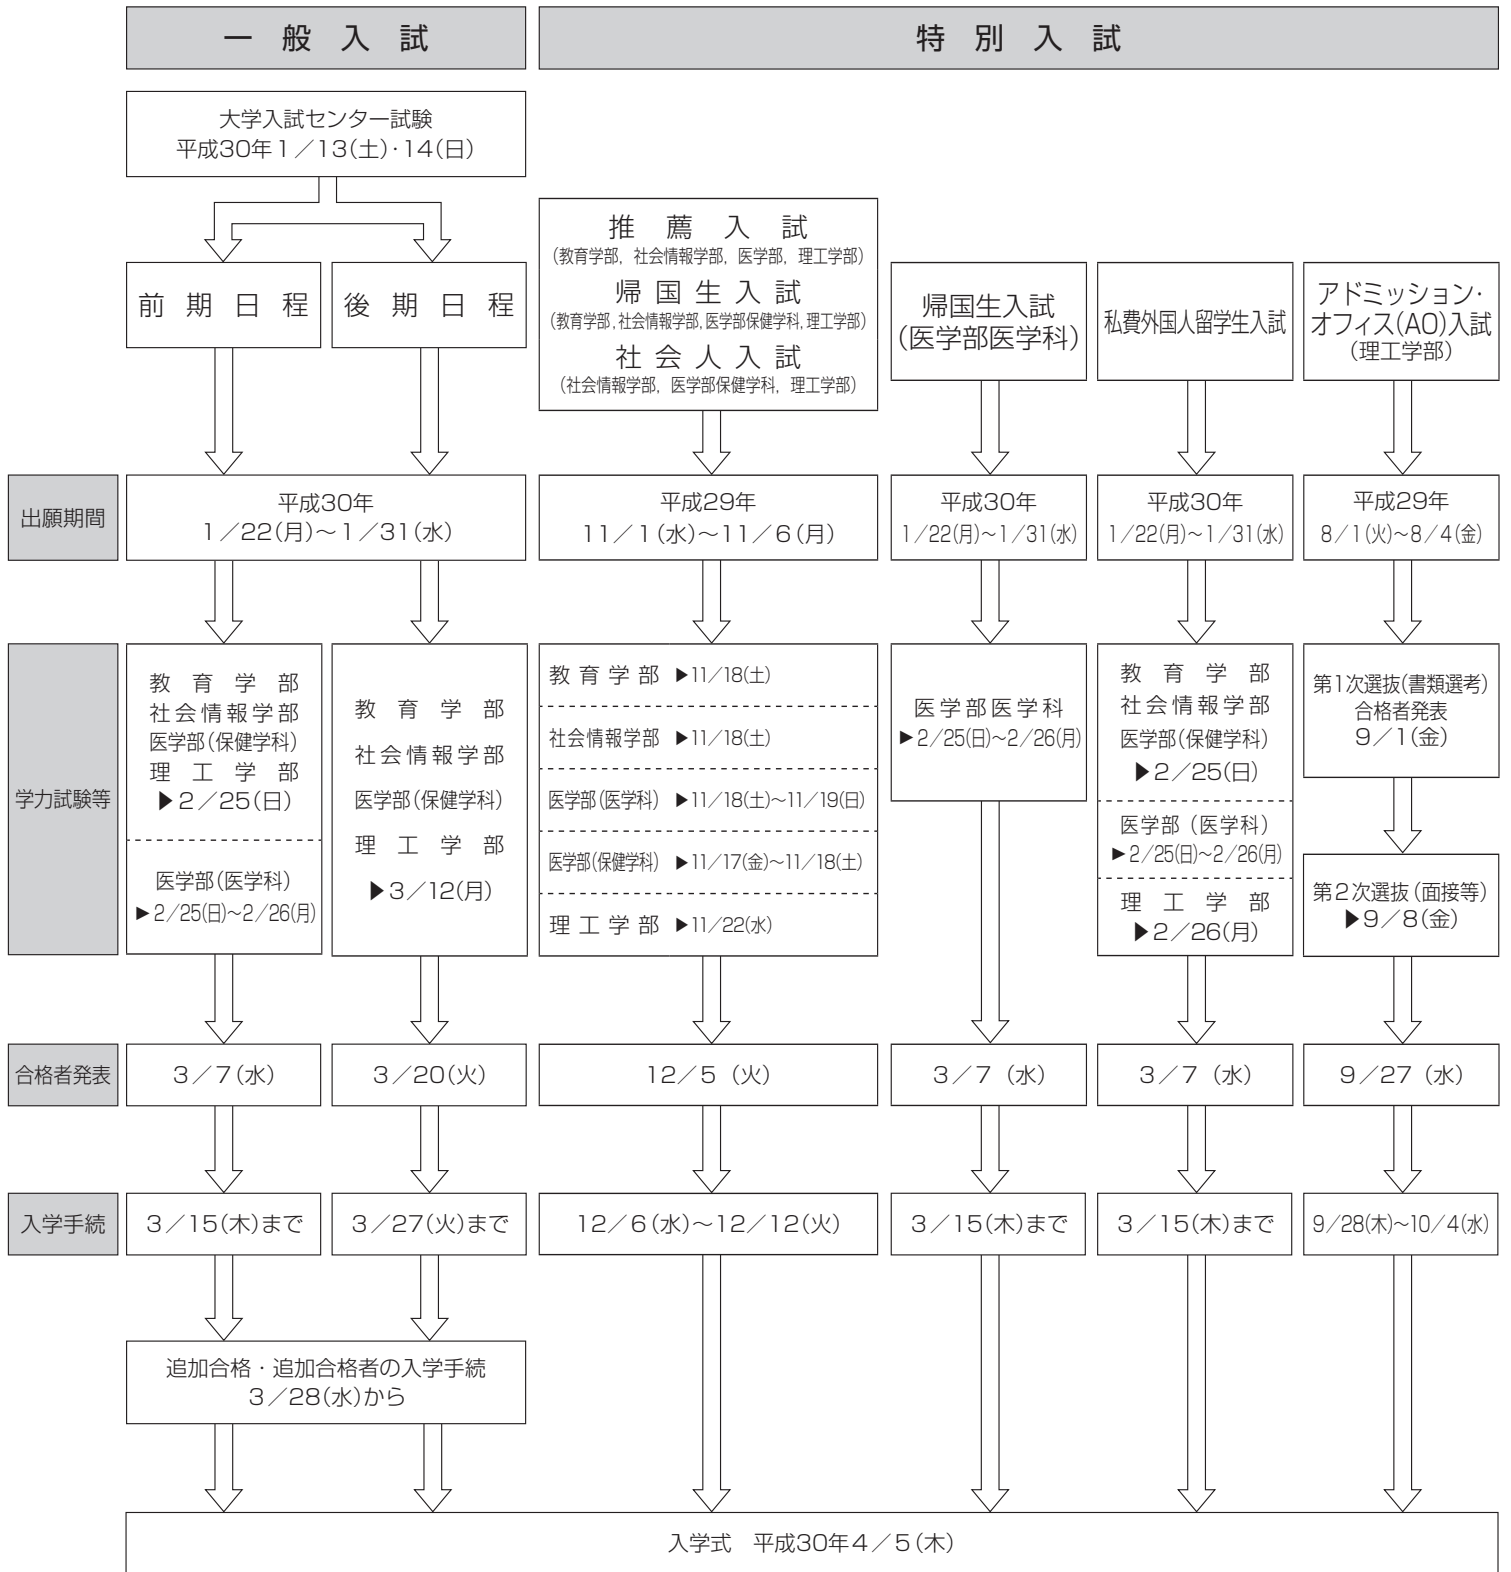 一般入試
特別入試
大学入試センター試験
平成30年1／13(土)・14(日)
前期日程
後期日程
推薦入試
(教育学部，社会情報学部，医学部，理工学部)
帰国生入試
(教育学部，社会情報学部，医学部保健学科，理工学部)
社会人入試
(社会情報学部，医学部保健学科，理工学部)
帰国生入試
(医学部医学科)
私費外国人留学生入試
アドミッション・
オフィス(AO)入試
(理工学部)
出願期間
平成30年
1／22(月)～1／31(水)
平成29年
11／1(水)～11／6(月)
平成30年
1／22(月)～1／31(水)
平成30年
1／22(月)～1／31(水)
平成29年
8／1(火)～8／4(金)
学力試験等
教育学部
社会情報学部
医学部(保健学科)
理工学部
▶2／25(日)
医学部(医学科)
▶2／25(日)～2／26(月)
教育学部
社会情報学部
医学部(保健学科)
理工学部
▶3／12(月)
教育学部 ▶11／18(土)
社会情報学部 ▶11／18(土)
医学部(医学科) ▶11／18(土)～11／19(日)
医学部(保健学科) ▶11／17(金)～11／18(土)
理工学部 ▶11／22(水)
医学部医学科
▶2／25(日)～2／26(月)
教育学部
社会情報学部
医学部(保健学科)
▶2／25(日)
医学部(医学科)
▶2／25(日)～2／26(月)
理工学部
▶2／26(月)
第1次選抜(書類選考)
合格者発表
9／1(金)
第2次選抜(面接等)
▶9／8(金)
合格者発表
3／7(水)
3／20(火)
12／5(火)
3／7(水)
3／7(水)
9／27(水)
入学手続
3／15(木)まで
3／27(火)まで
12／6(水)～12／12(火)
3／15(木)まで
3／15(木)まで
9／28(木)～10／4(水)
追加合格・追加合格者の入学手続
3／28(水)から
入学式　平成30年4／5(木)